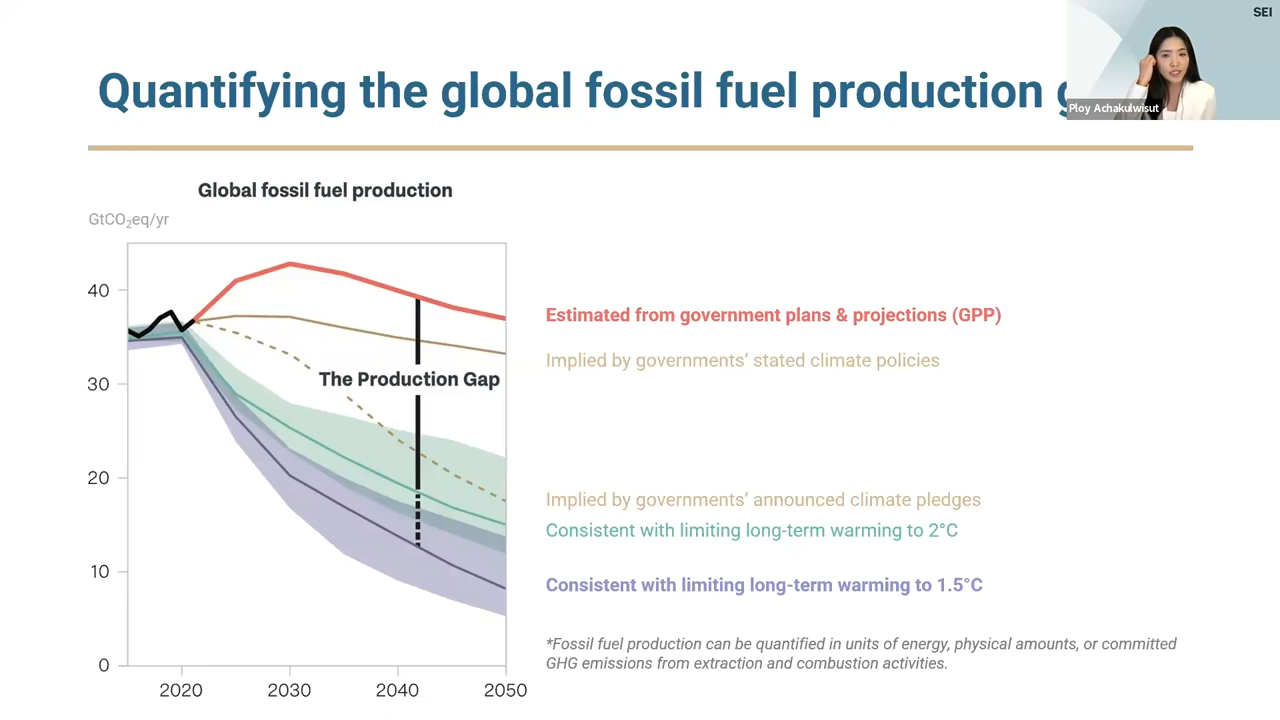 SEI
Quantifying the global fossil fuel production
Ploy Achakulwisut
Global fossil fuel production
GtCO₂eq/yr
40
30
20
10
0
2020
2030
2040
2050
The Production Gap
Estimated from government plans & projections (GPP)
Implied by governments’ stated climate policies
Implied by governments’ announced climate pledges
Consistent with limiting long-term warming to 2°C
Consistent with limiting long-term warming to 1.5°C
*Fossil fuel production can be quantified in units of energy, physical amounts, or committed
GHG emissions from extraction and combustion activities.